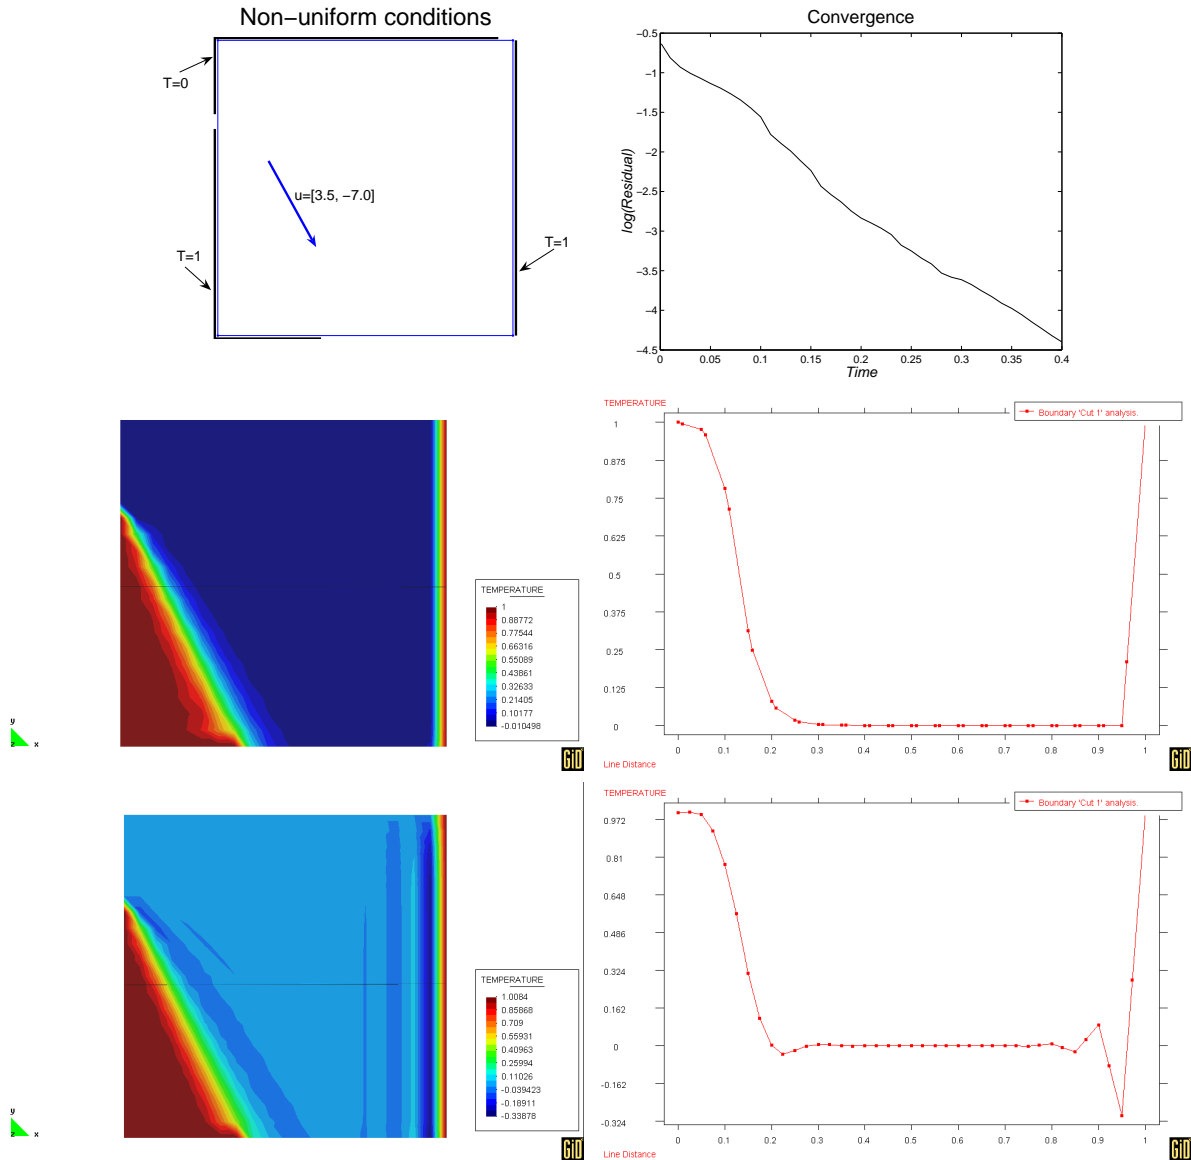 Non−uniform conditions
T=0
u=[3.5, −7.0]
T=1
T=1
Convergence
−0.5
−1
−1.5
−2
−2.5
−3
−3.5
−4
−4.5
log(Residual)
0 0.05 0.1 0.15 0.2 0.25 0.3 0.35 0.4
Time
TEMPERATURE
1
0.88772
0.77544
0.66316
0.55089
0.43861
0.32633
0.21405
0.10177
-0.010498
y
z x
GiD
TEMPERATURE
Boundary 'Cut 1' analysis.
1
0.875
0.75
0.625
0.5
0.375
0.25
0.125
0
0 0.1 0.2 0.3 0.4 0.5 0.6 0.7 0.8 0.9 1
Line Distance
GiD
TEMPERATURE
1.0084
0.85868
0.709
0.55931
0.40963
0.25994
0.11026
-0.039423
-0.18911
-0.33878
y
z x
GiD
TEMPERATURE
Boundary 'Cut 1' analysis.
0.972
0.81
0.648
0.486
0.324
0.162
0
-0.162
-0.324
0 0.1 0.2 0.3 0.4 0.5 0.6 0.7 0.8 0.9 1
Line Distance
GiD